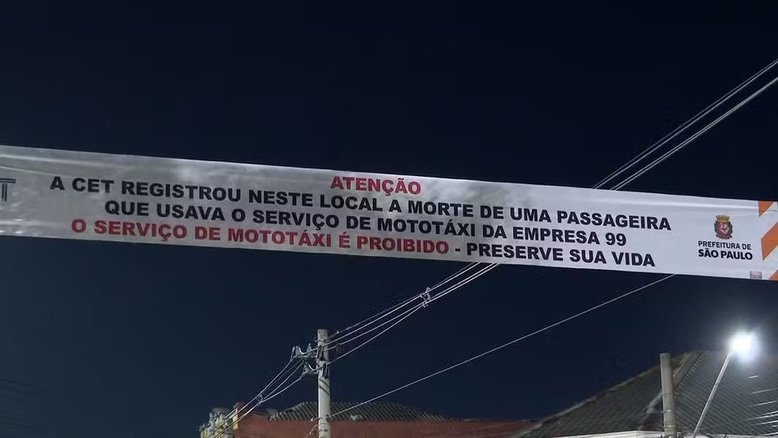 ATENÇÃO
A CET REGISTROU NESTE LOCAL A MORTE DE UMA PASSAGEIRA
QUE USAVA O SERVIÇO DE MOTOTÁXI DA EMPRESA 99
O SERVIÇO DE MOTOTÁXI É PROIBIDO - PRESERVE SUA VIDA
PREFEITURA DE
SÃO PAULO